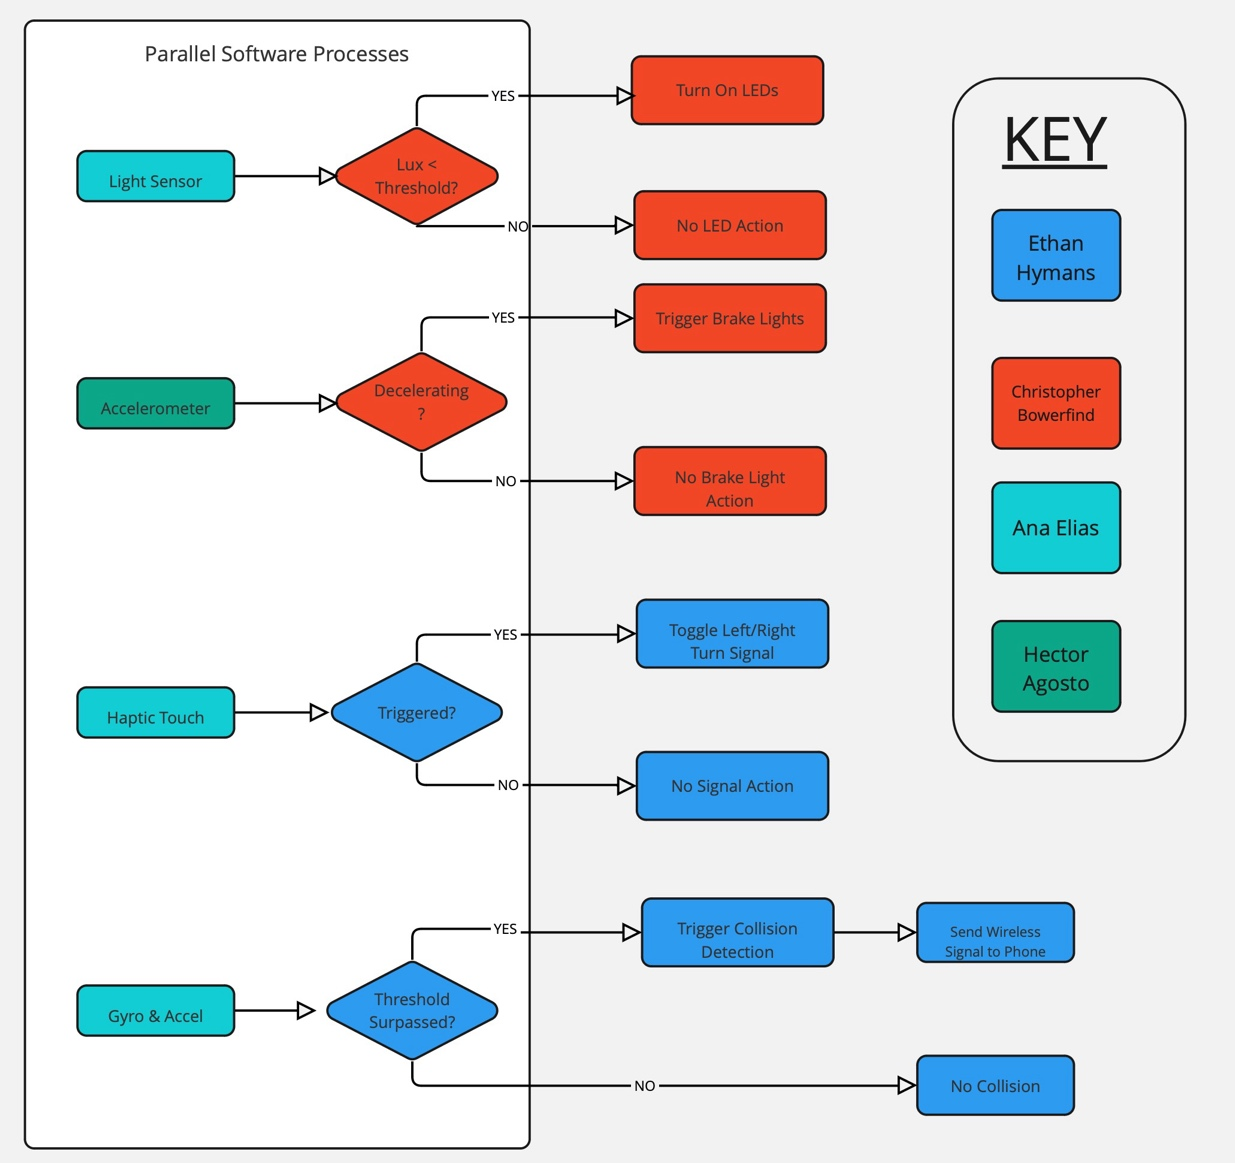 Parallel Software Processes
YES
Turn On LEDs
Light Sensor
Lux <
Threshold?
NO
No LED Action
YES
Trigger Brake Lights
Accelerometer
Decelerating
?
NO
No Brake Light
Action
YES
Toggle Left/Right
Turn Signal
Haptic Touch
Triggered?
NO
No Signal Action
YES
Trigger Collision
Detection
Send Wireless
Signal to Phone
Gyro & Accel
Threshold
Surpassed?
NO
No Collision
KEY
Ethan
Hymans
Christopher
Bowerfind
Ana Elias
Hector
Agosto